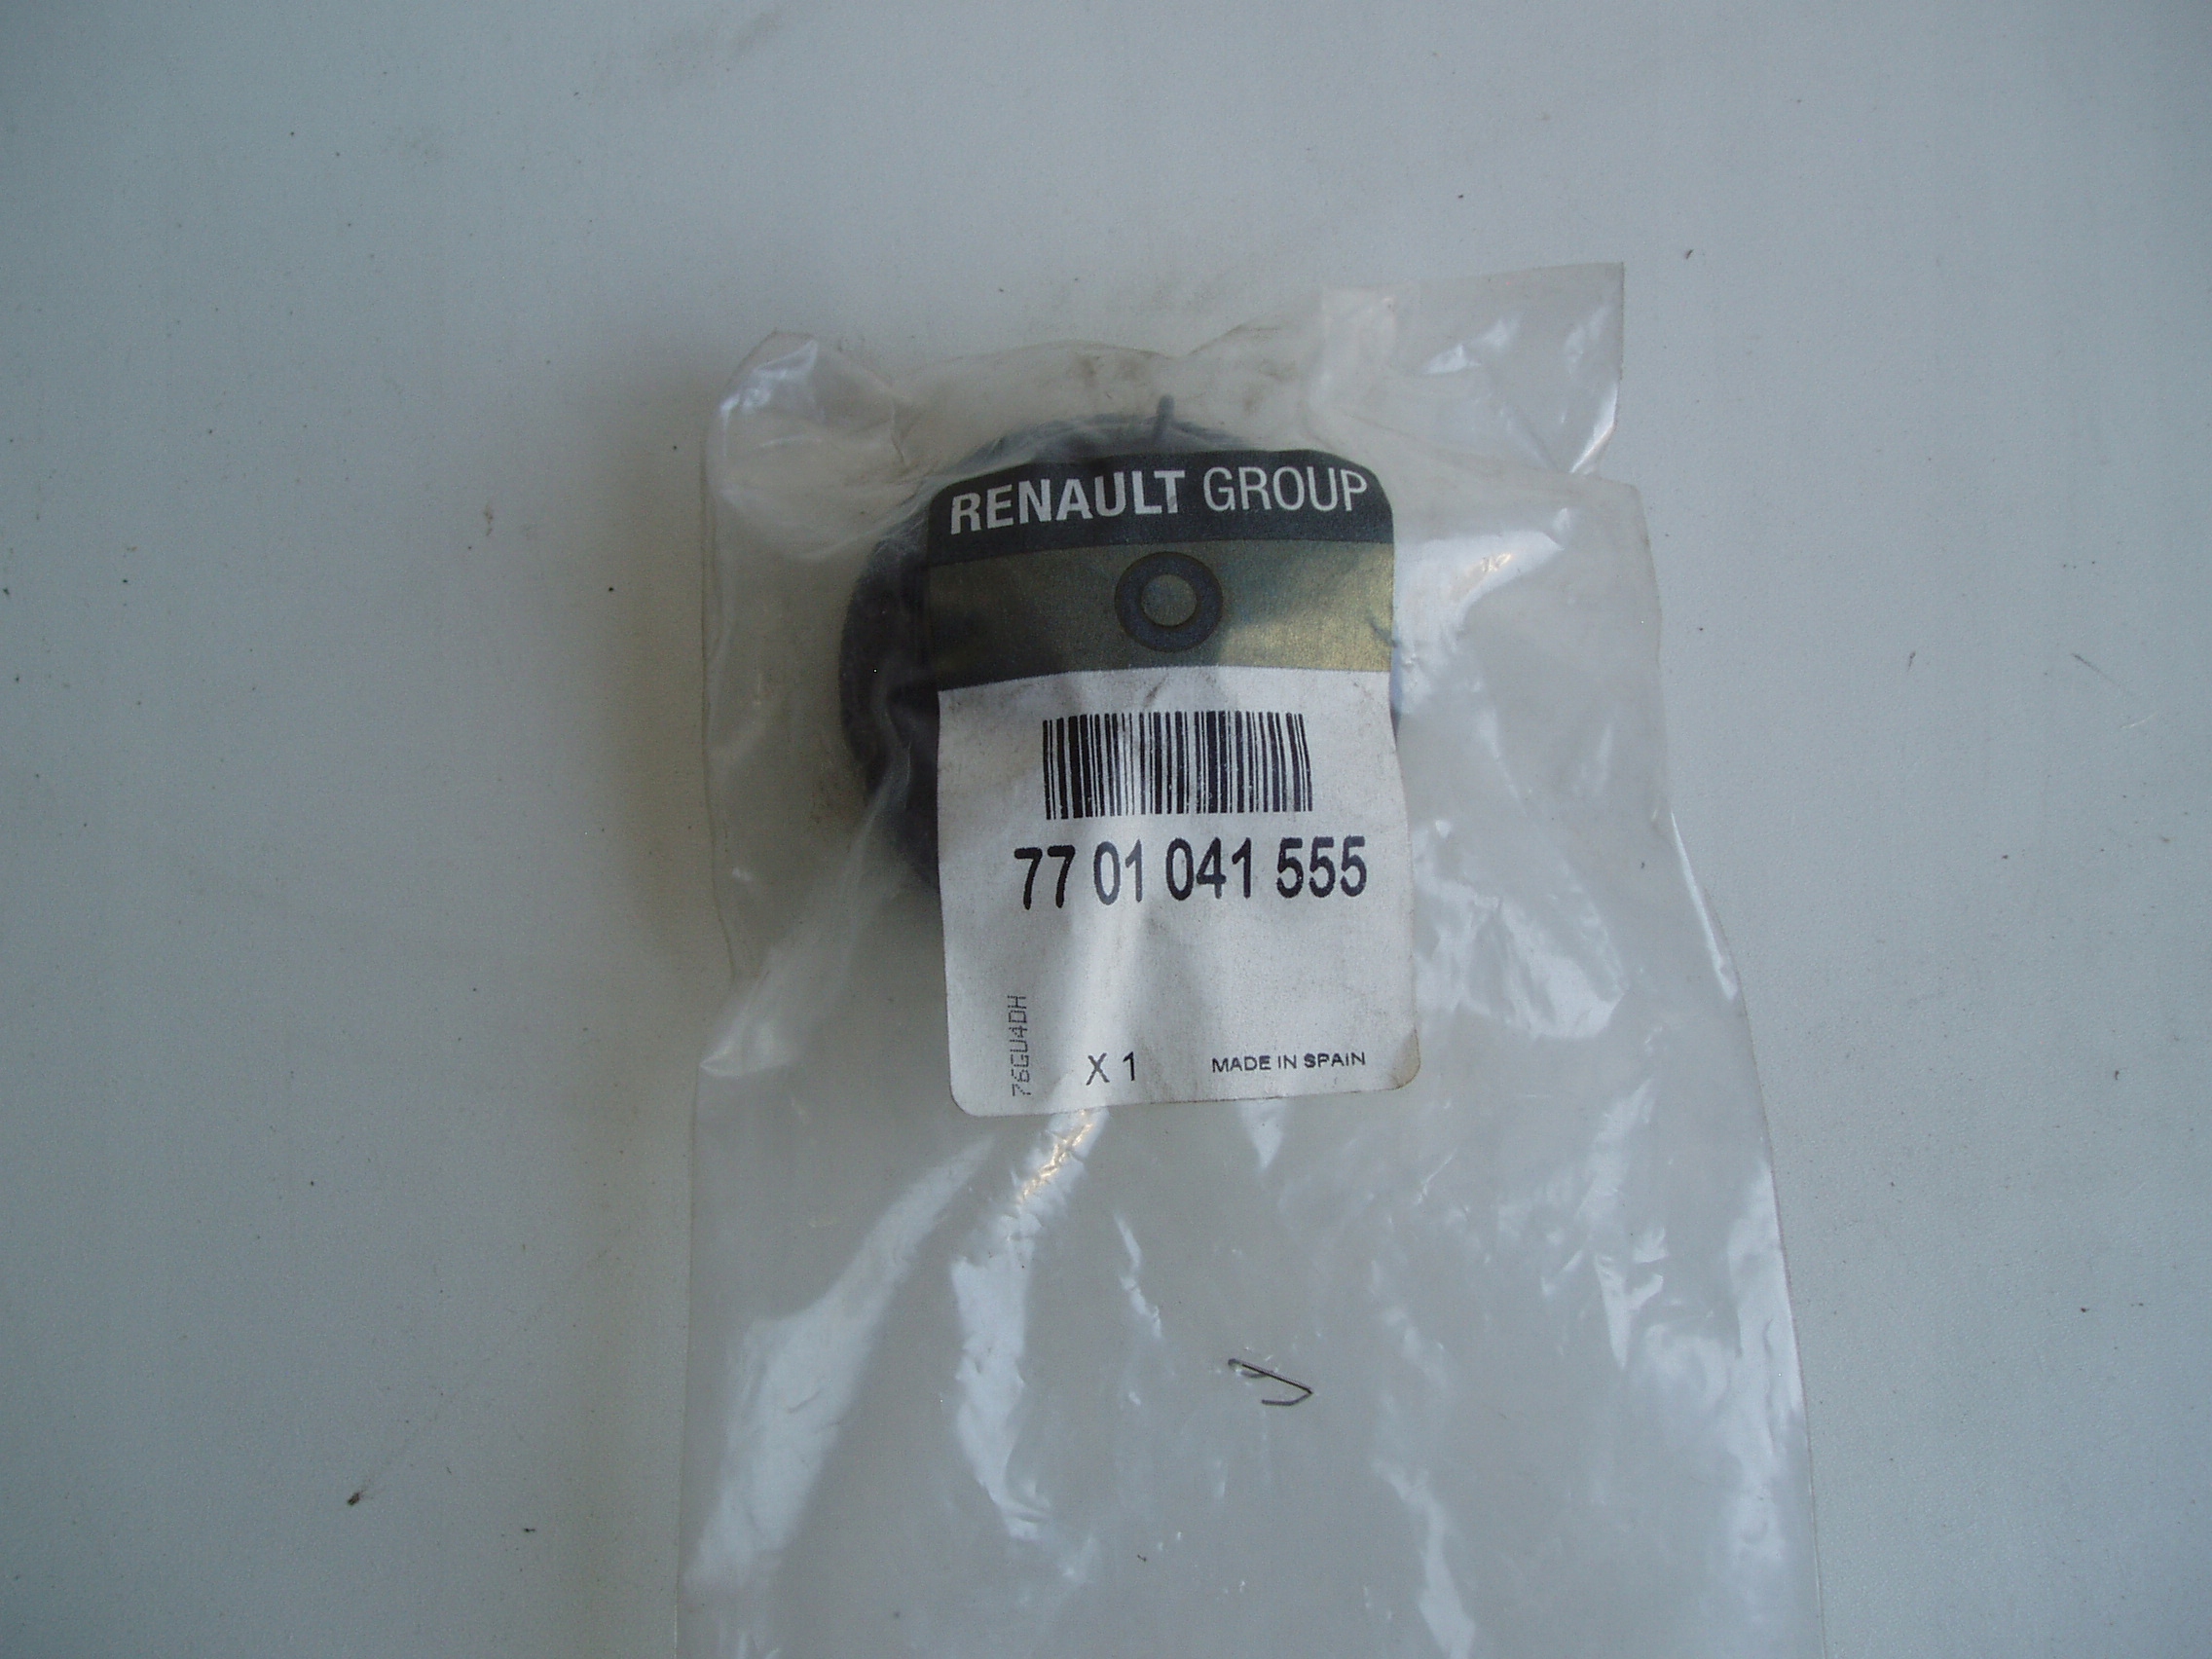 RENAULT GROUP
77 01 041 555
76GU4DH
X 1 MADE IN SPAIN